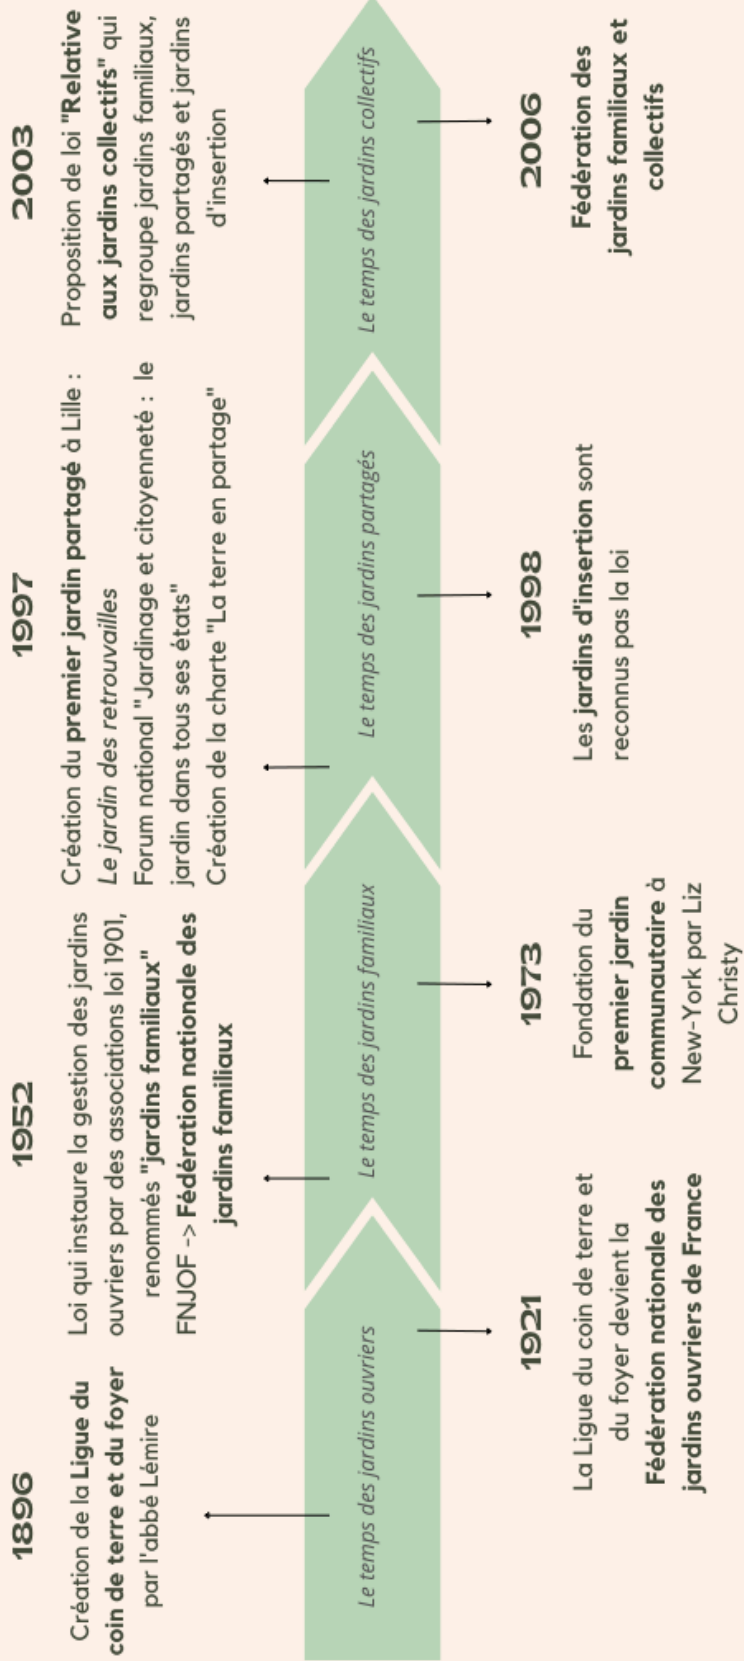 1896
Création de la Ligue du
coin de terre et du foyer
par l'abbé Lémire
1952
Loi qui instaure la gestion des jardins
ouvriers par des associations loi 1901,
renommés "jardins familiaux"
FNJOF -> Fédération nationale des
jardins familiaux
1997
Création du premier jardin partagé à Lille :
Le jardin des retrouvailles
Forum national "Jardinage et citoyenneté : le
jardin dans tous ses états"
Création de la charte "La terre en partage"
2003
Proposition de loi "Relative
aux jardins collectifs" qui
regroupe jardins familiaux,
jardins partagés et jardins
d'insertion
Le temps des jardins ouvriers
Le temps des jardins familiaux
Le temps des jardins partagés
Le temps des jardins collectifs
1921
La Ligue du coin de terre et
du foyer devient la
Fédération nationale des
jardins ouvriers de France
1973
Fondation du
premier jardin
communautaire à
New-York par Liz
Christy
1998
Les jardins d'insertion sont
reconnus pas la loi
2006
Fédération des
jardins familiaux et
collectifs